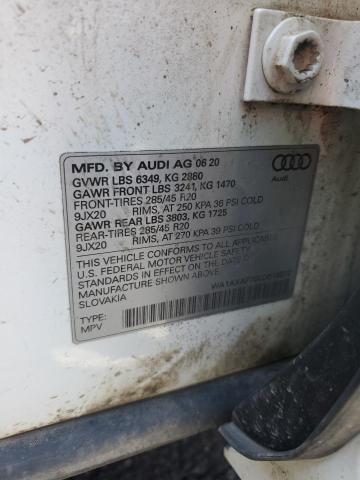 MFD. BY AUDI AG 06 20
GVWR LBS 6349, KG 2880
GAWR FRONT LBS 3241, KG 1470
FRONT-TIRES 285/45 R20
9JX20 RIMS, AT 250 KPA 36 PSI COLD
GAWR REAR LBS 3803, KG 1725
REAR-TIRES 285/45 R20
9JX20 RIMS, AT 270 KPA 39 PSI COLD
THIS VEHICLE CONFORMS TO ALL APPLICABLE
U.S. FEDERAL MOTOR VEHICLE SAFETY
STANDARDS IN EFFECT ON THE DATE OF
MANUFACTURE SHOWN ABOVE.
SLOVAKIA
TYPE:
MPV
Audi